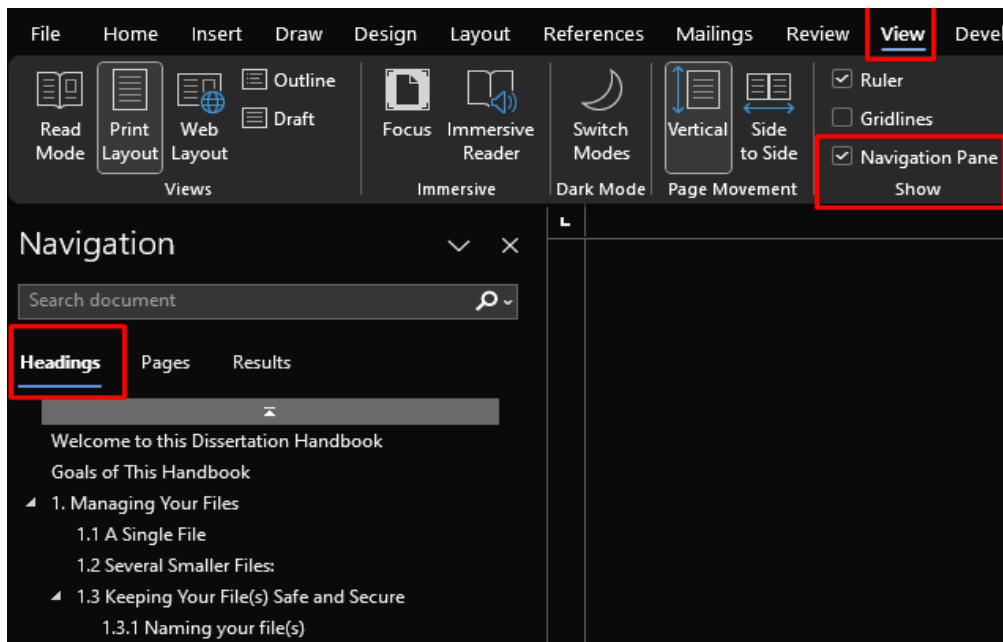 File Home Insert Draw Design Layout References Mailings Review View Devel
Read Mode
Print Layout
Web Layout
Outline
Draft
Views
Focus
Immersive Reader
Immersive
Switch Modes
Dark Mode
Vertical
Side to Side
Page Movement
Ruler
Gridlines
Navigation Pane
Show
Navigation
Search document
Headings Pages Results
Welcome to this Dissertation Handbook
Goals of This Handbook
1. Managing Your Files
1.1 A Single File
1.2 Several Smaller Files:
1.3 Keeping Your File(s) Safe and Secure
1.3.1 Naming your file(s)